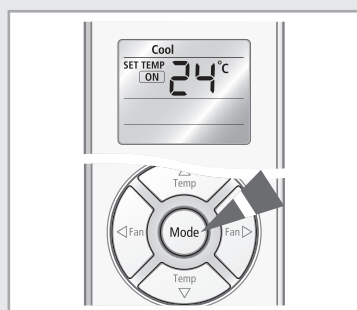 Cool
SET TEMP 24°C
ON
Temp
Fan Mode Fan
Temp